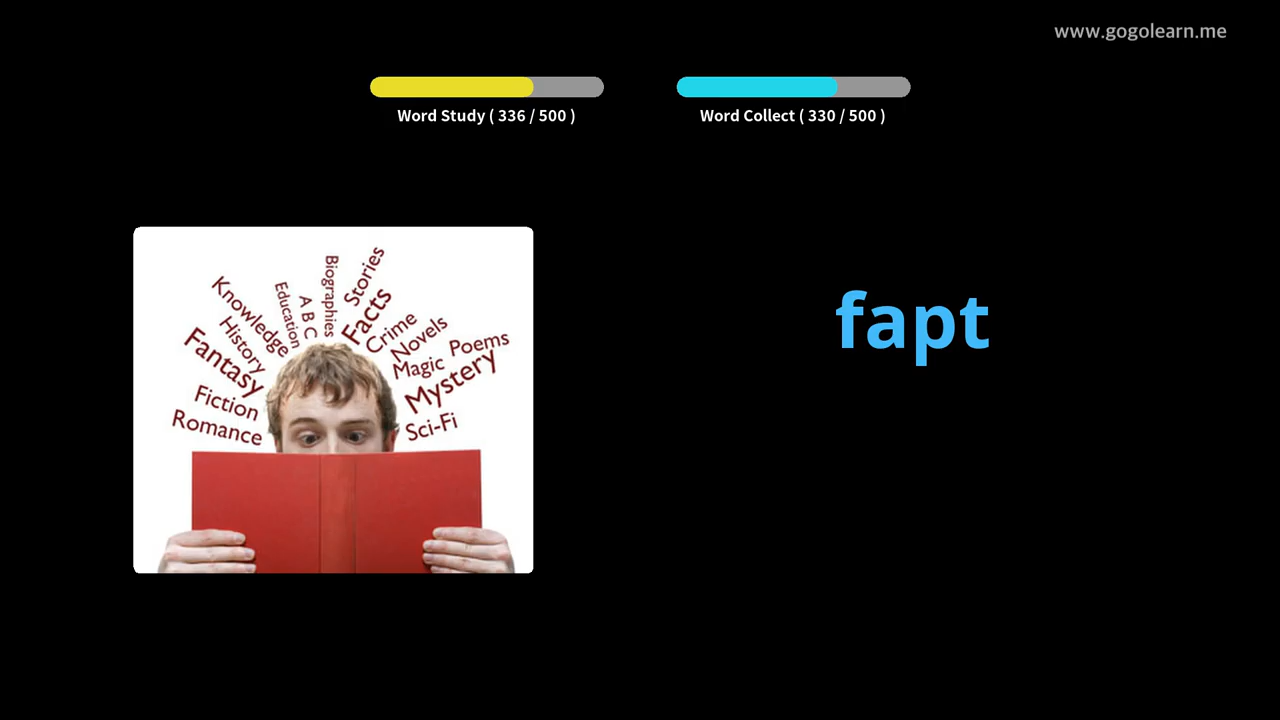 www.gogolearn.me
Word Study ( 336 / 500 )
Word Collect ( 330 / 500 )
Knowledge
Education
A B C
Biographies
Stories
Facts
Crime
Novels
Poems
History
Magic
Fantasy
Mystery
Fiction
Romance
Sci-Fi
fapt